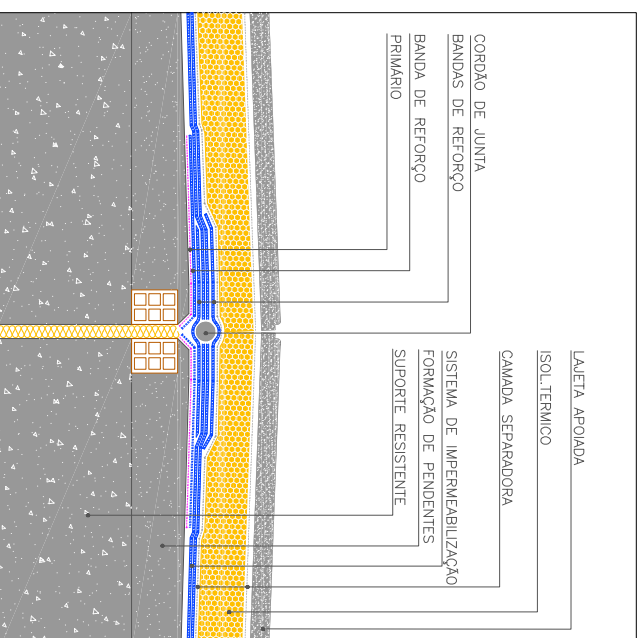 CORDÃO DE JUNTA
BANDAS DE REFORÇO
BANDA DE REFORÇO
PRIMÁRIO
LAJETA APOIADA
ISOL.TERMICO
CAMADA SEPARADORA
SISTEMA DE IMPERMEABILIZAÇÃO
FORMAÇÃO DE PENDENTES
SUPORTE RESISTENTE